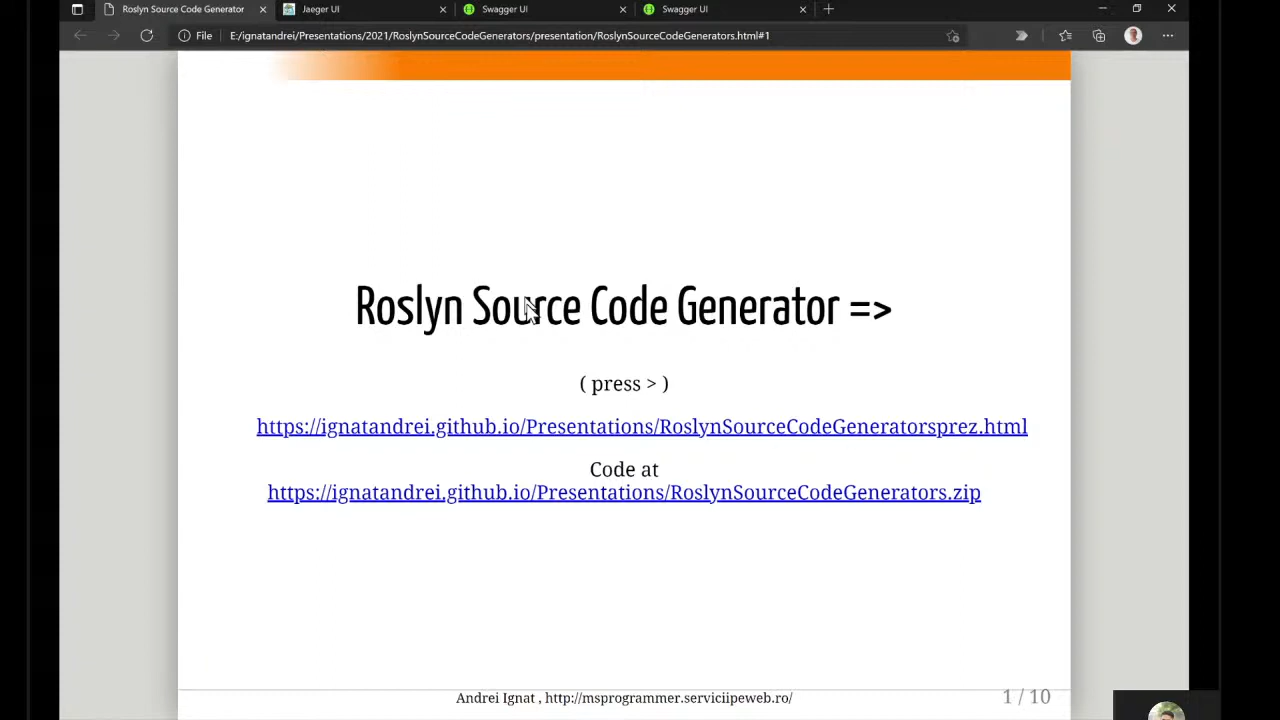 Roslyn Source Code Generator
Jaeger UI
Swagger UI
Swagger UI
File
E:/ignatandrei/Presentations/2021/RoslynSourceCodeGenerators/presentation/RoslynSourceCodeGenerators.html#1
Roslyn Source Code Generator =>
( press > )
https://ignatandrei.github.io/Presentations/RoslynSourceCodeGeneratorsprez.html
Code at
https://ignatandrei.github.io/Presentations/RoslynSourceCodeGenerators.zip
Andrei Ignat , http://msprogrammer.serviciipeweb.ro/
1 / 10